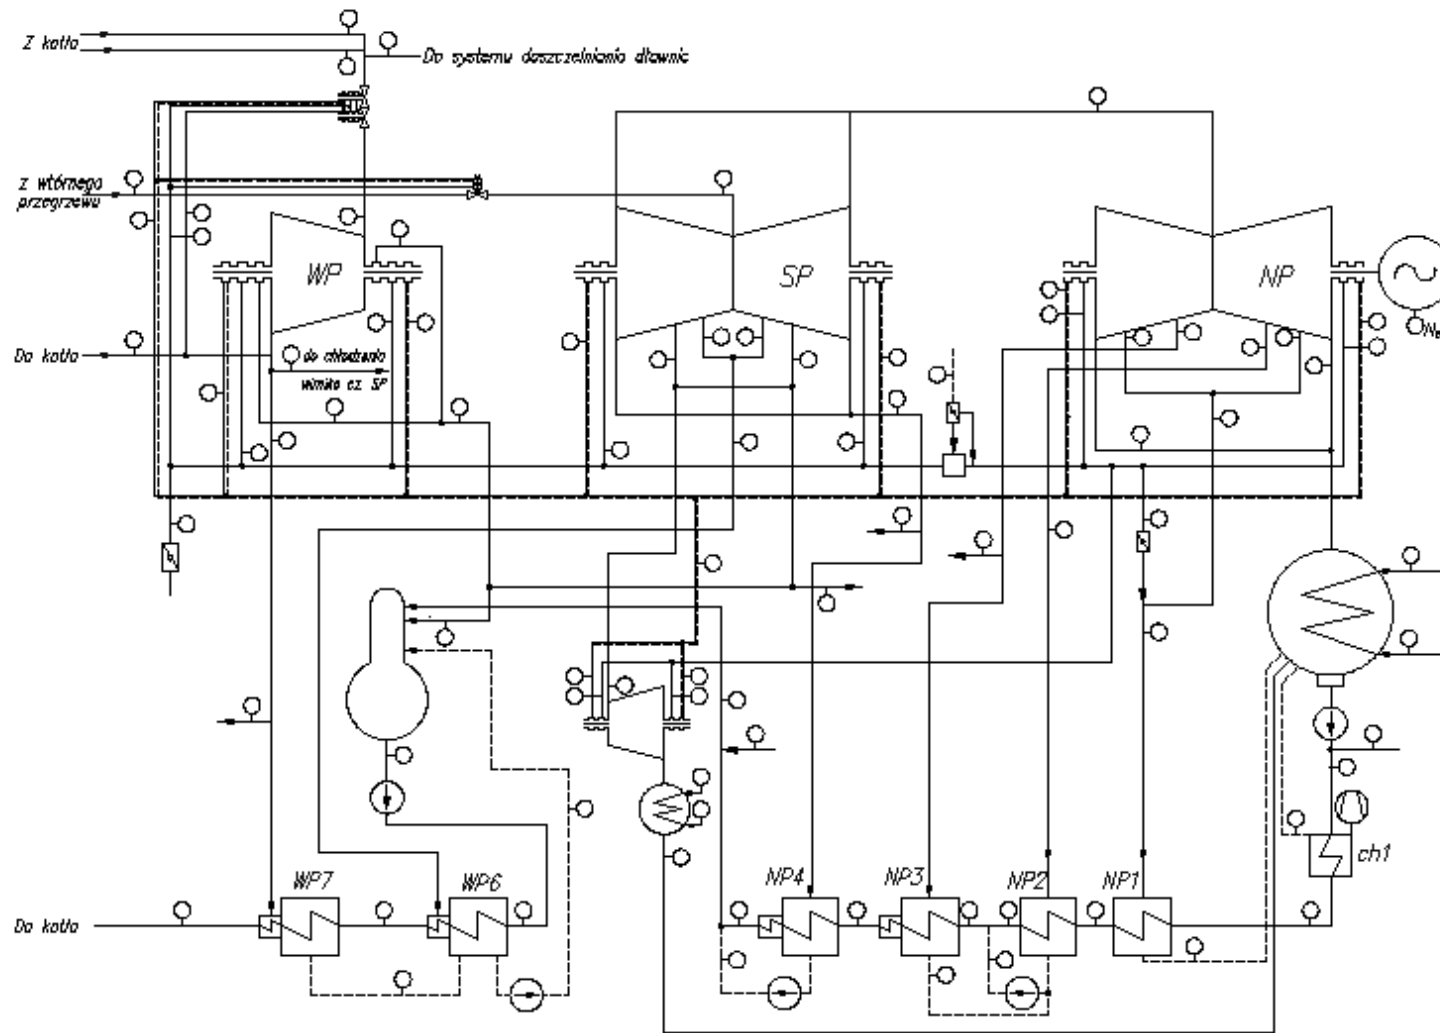 Z kotła
Do systemu doszczelniania dławnic
z wtórnego
przegrzewu
WP
SP
NP
Ne
Do kotła
do chłodzenia
wirnika cz. SP
ch1
WP7
WP6
NP4
NP3
NP2
NP1
Do kotła